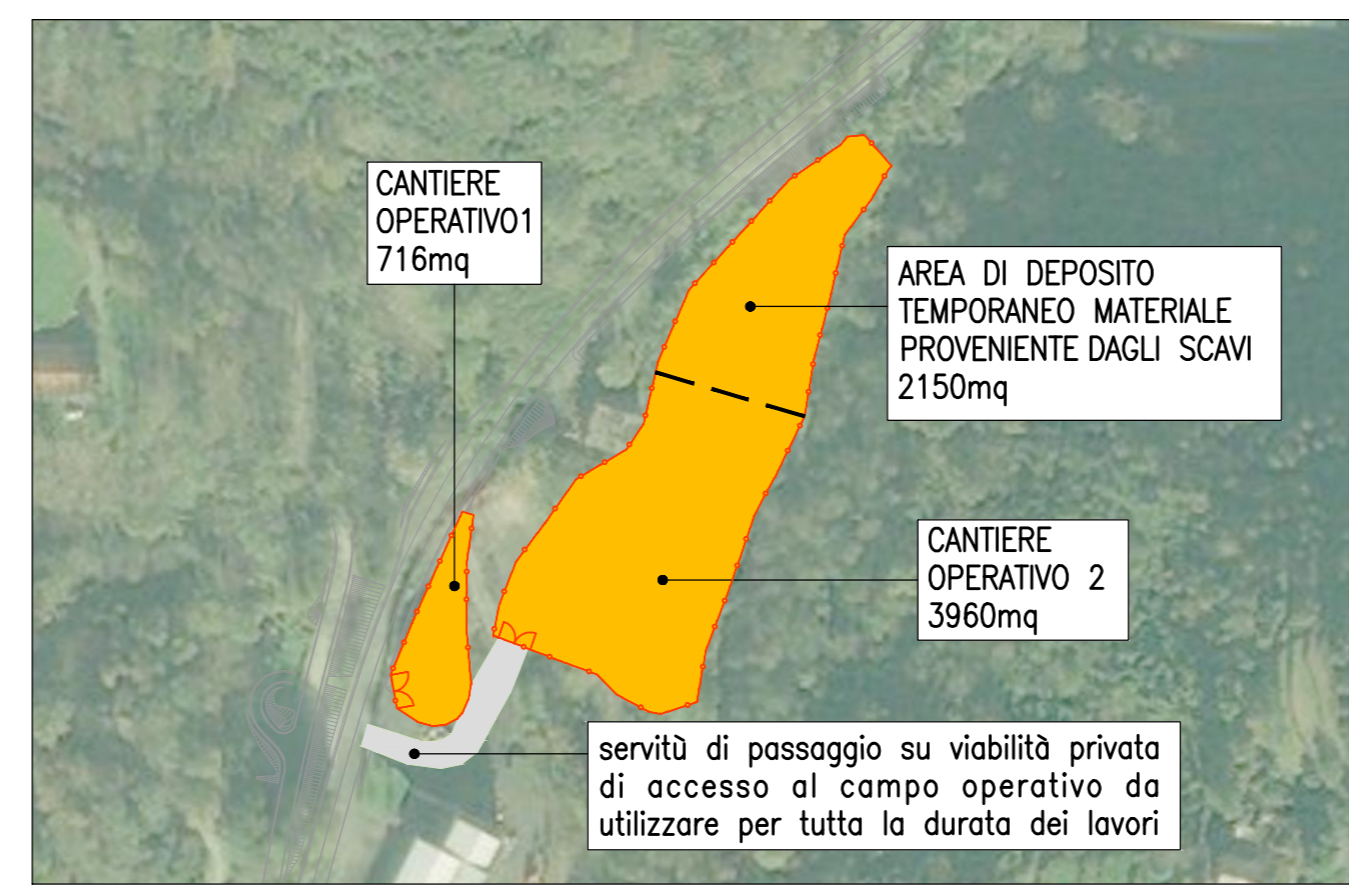 CANTIERE
OPERATIVO1
716mq
AREA DI DEPOSITO
TEMPORANEO MATERIALE
PROVENIENTE DAGLI SCAVI
2150mq
CANTIERE
OPERATIVO 2
3960mq
servitù di passaggio su viabilità privata
di accesso al campo operativo da
utilizzare per tutta la durata dei lavori